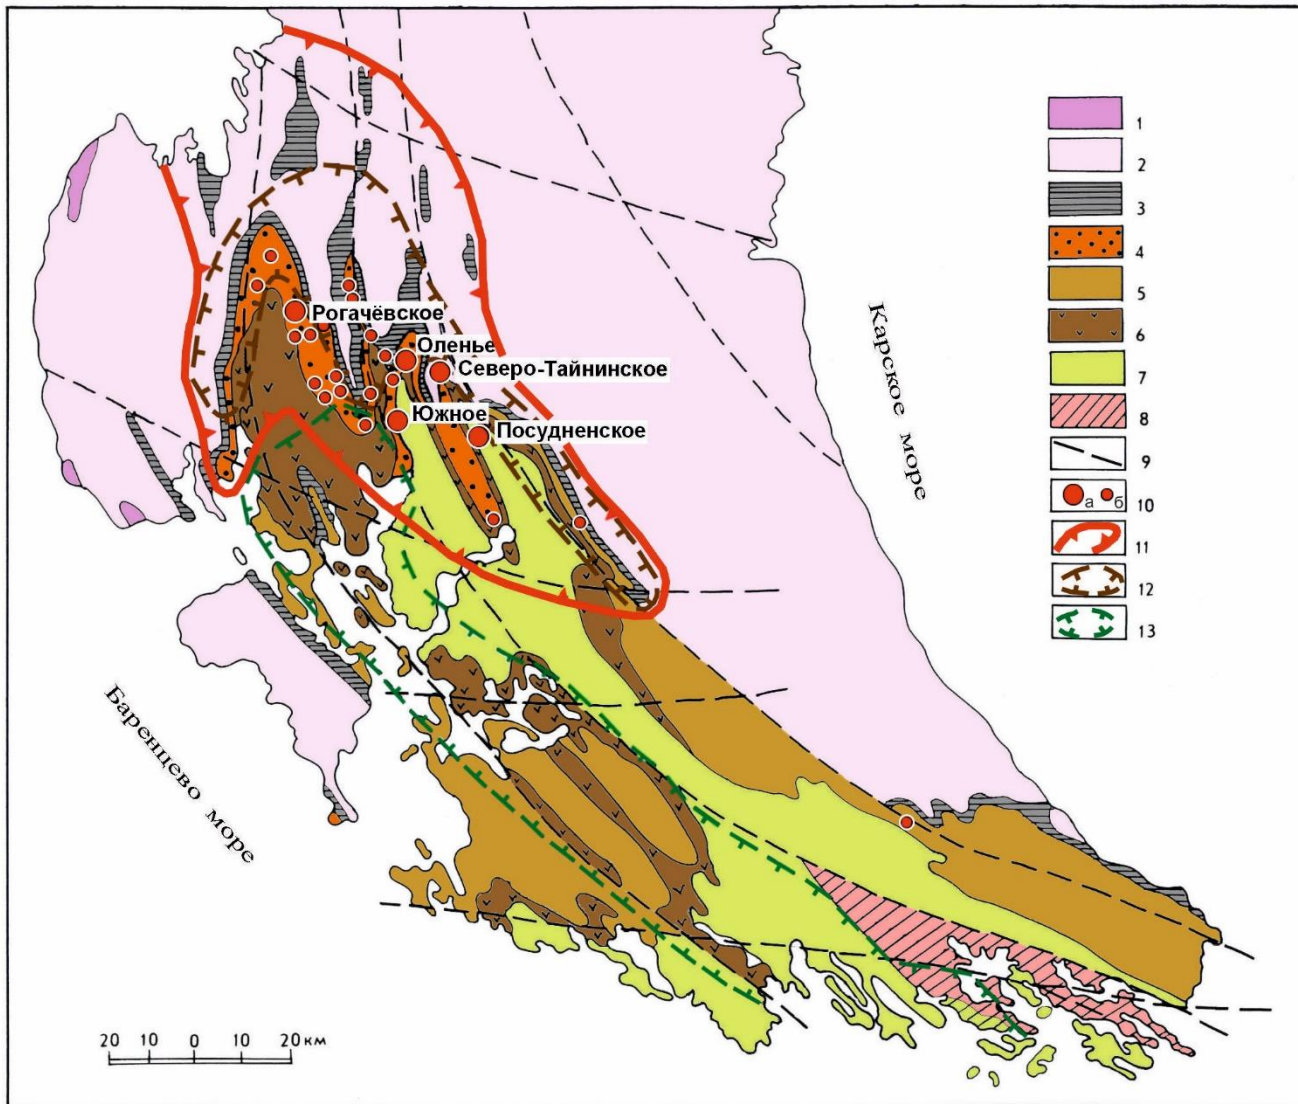 1
2
3
4
5
6
7
8
9
а б 10
11
12
13
Рогачёвское
Оленье
Северо-Тайнинское
Южное
Посудненское
Карское море
Баренцево море
20 10 0 10 20 км